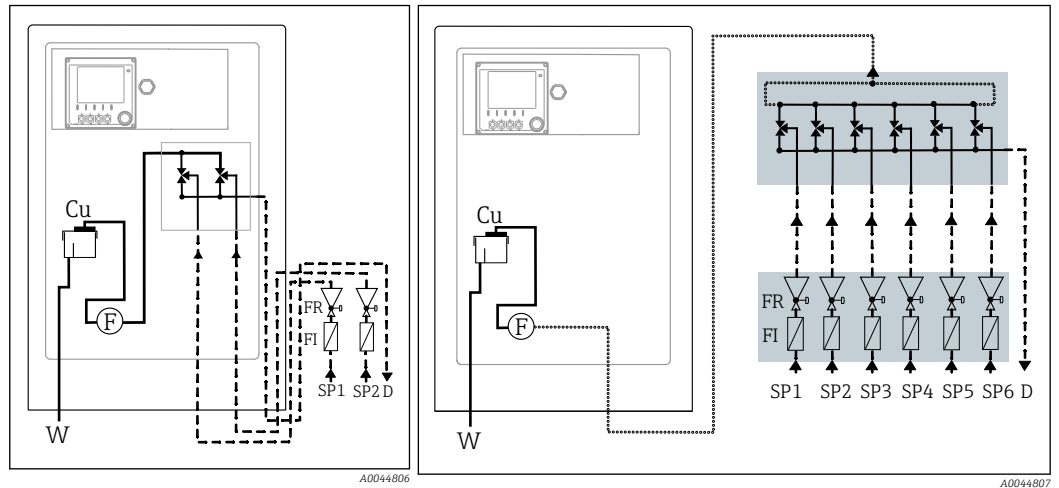 Cu
F
W
FR
FI
SP1 SP2 D
A0044806
Cu
F
W
FR
FI
SP1 SP2 SP3 SP4 SP5 SP6 D
A0044807